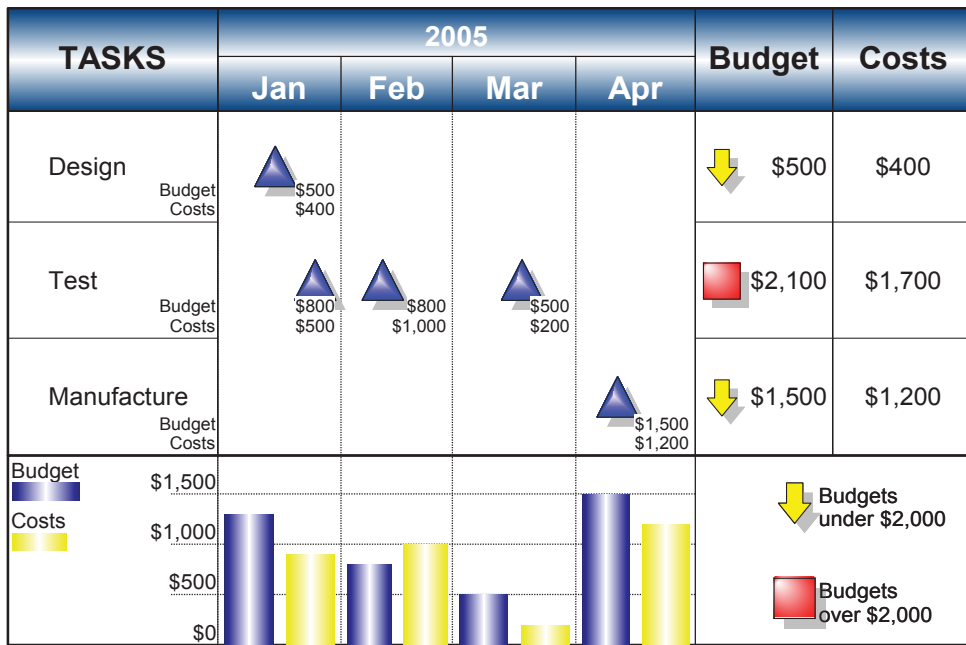 TASKS
2005
Budget
Costs
Jan
Feb
Mar
Apr
Design
$500
$400
Budget
$500
Costs
$400
Test
$2,100
$1,700
Budget
$800
$800
$500
Costs
$500
$1,000
$200
Manufacture
$1,500
$1,200
Budget
$1,500
Costs
$1,200
Budget
Costs
$1,500
$1,000
$500
$0
Budgets
under $2,000
Budgets
over $2,000